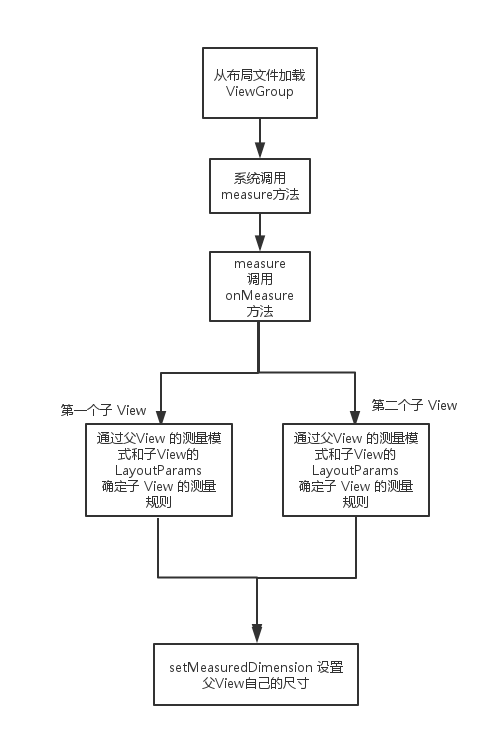 从布局文件加载
ViewGroup
系统调用
measure方法
measure
调用
onMeasure
方法
第一个子 View
第二个子 View
通过父View 的测量模
式和子View的
LayoutParams
确定子 View 的测量
规则
通过父View 的测量模
式和子View的
LayoutParams
确定子 View 的测量
规则
setMeasuredDimension 设置
父View自己的尺寸